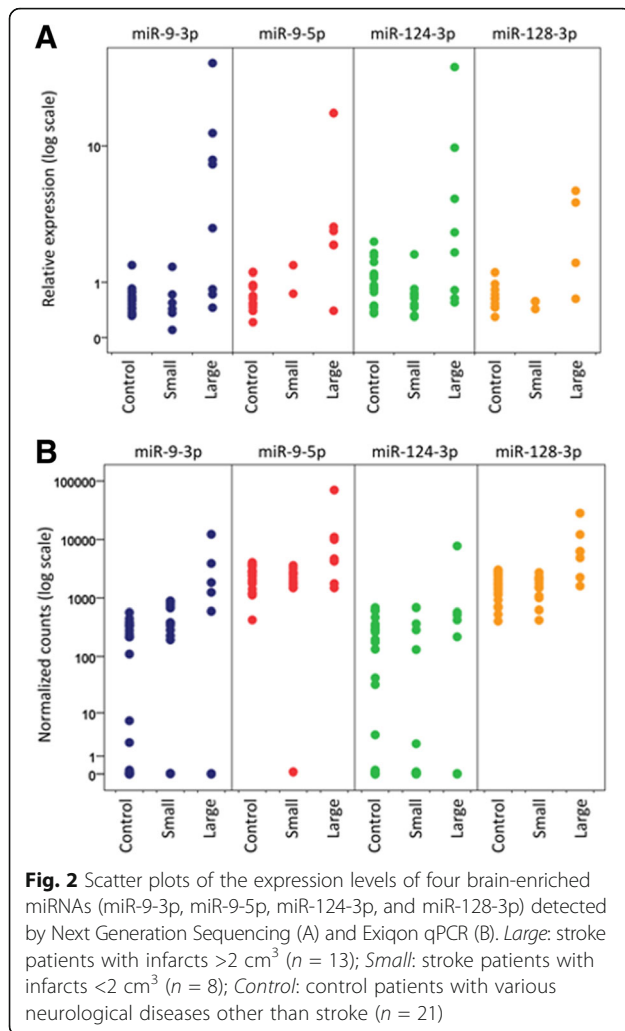 A
miR-9-3p miR-9-5p miR-124-3p miR-128-3p
Relative expression (log scale)
10
1
0
Control Small Large Control Small Large Control Small Large Control Small Large
B
miR-9-3p miR-9-5p miR-124-3p miR-128-3p
Normalized counts (log scale)
100000
10000
1000
100
10
1
0
Control Small Large Control Small Large Control Small Large Control Small Large
Fig. 2 Scatter plots of the expression levels of four brain-enriched
miRNAs (miR-9-3p, miR-9-5p, miR-124-3p, and miR-128-3p) detected
by Next Generation Sequencing (A) and Exiqon qPCR (B). Large: stroke
patients with infarcts >2 cm³ (n = 13); Small: stroke patients with
infarcts <2 cm³ (n = 8); Control: control patients with various
neurological diseases other than stroke (n = 21)